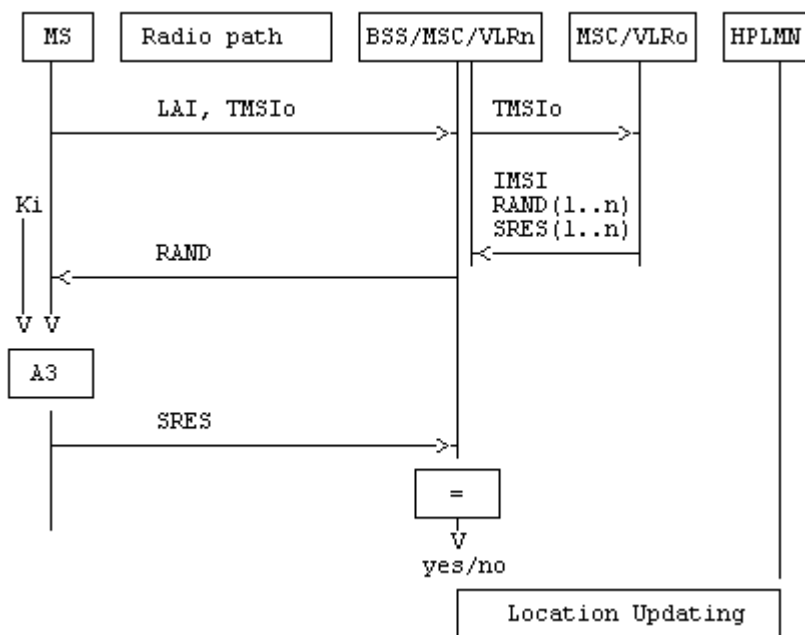 MS
Radio path
BSS/MSC/VLRn
MSC/VLRo
HPLMN
LAI, TMSIo
TMSIo
IMSI
RAND(1..n)
SRES(1..n)
Ki
RAND
A3
SRES
=
yes/no
Location Updating